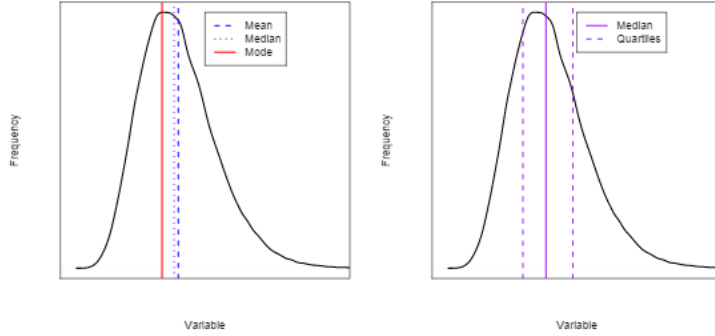 Mean
Median
Mode
Frequency
Variable
Median
Quartiles
Frequency
Variable